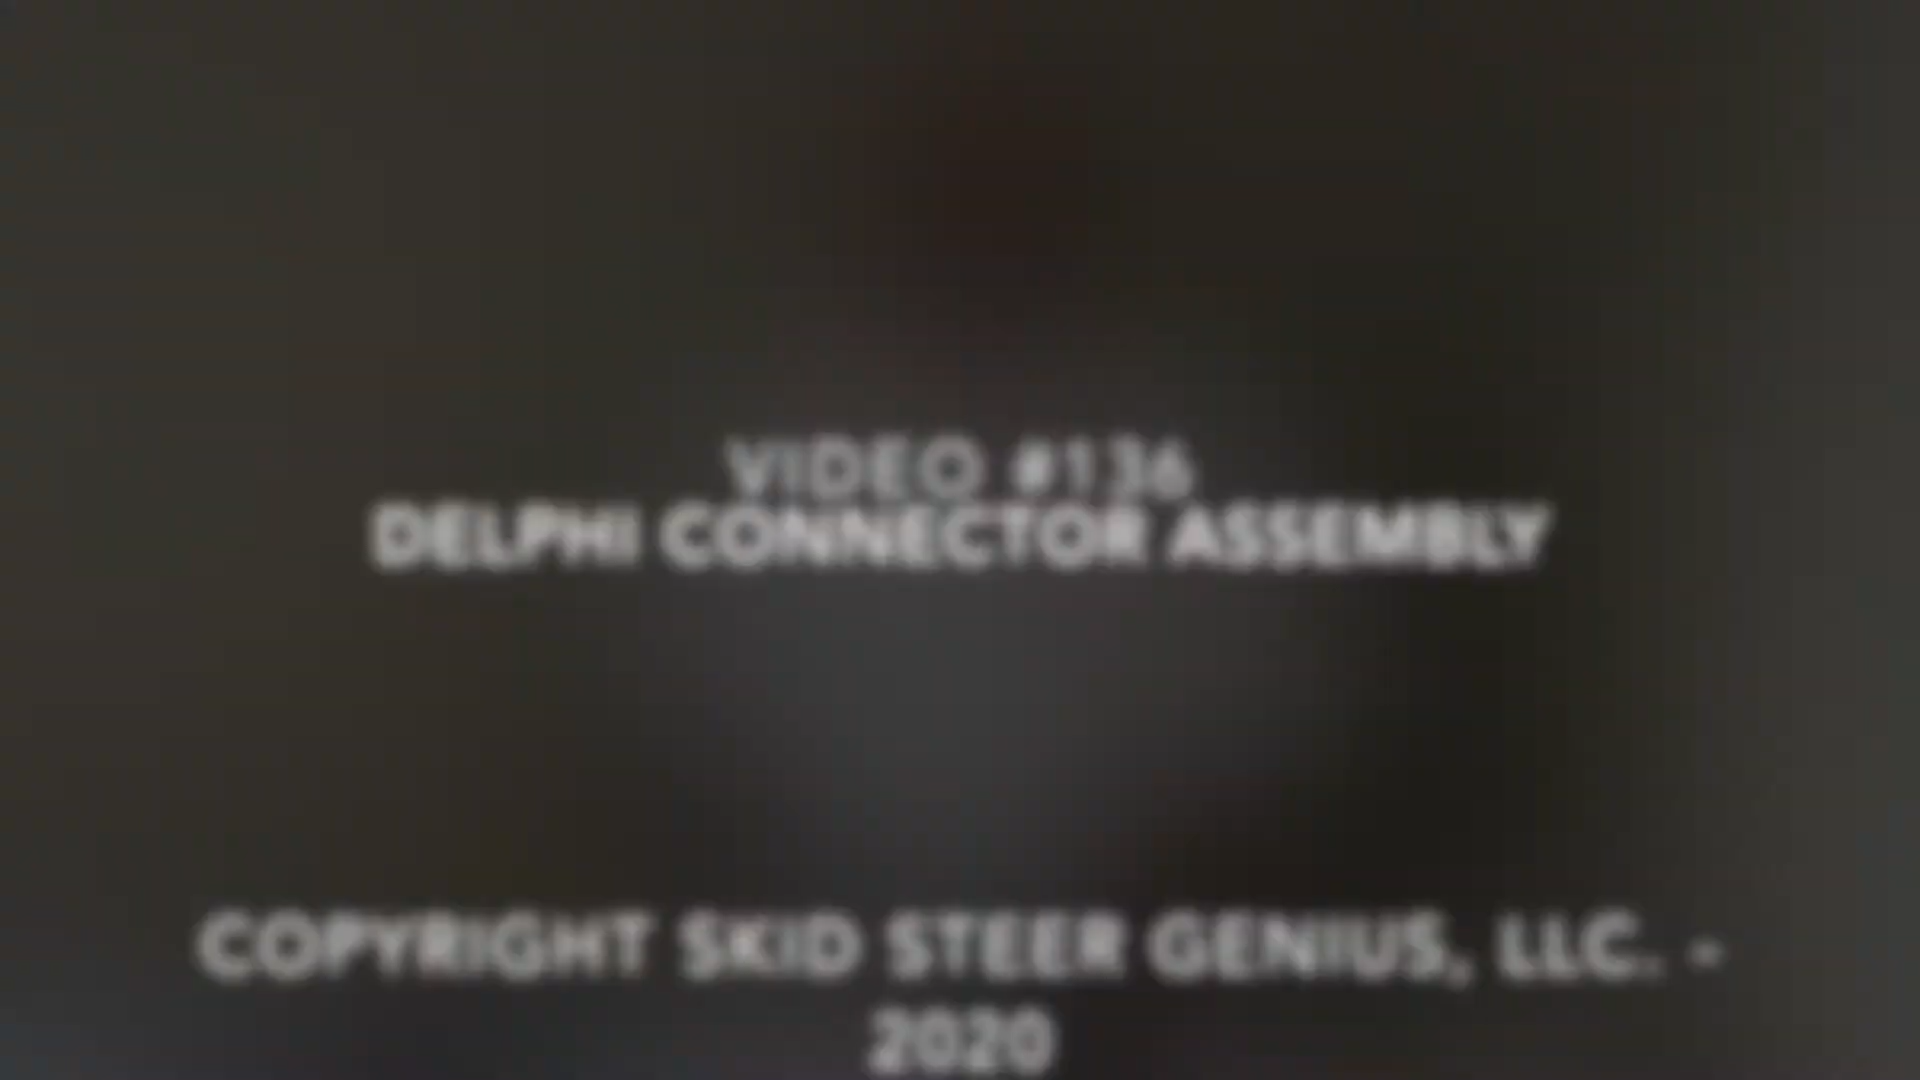 VIDEO #136
DELPHI CONNECTOR ASSEMBLY
COPYRIGHT SKID STEER GENIUS, LLC. -
2020